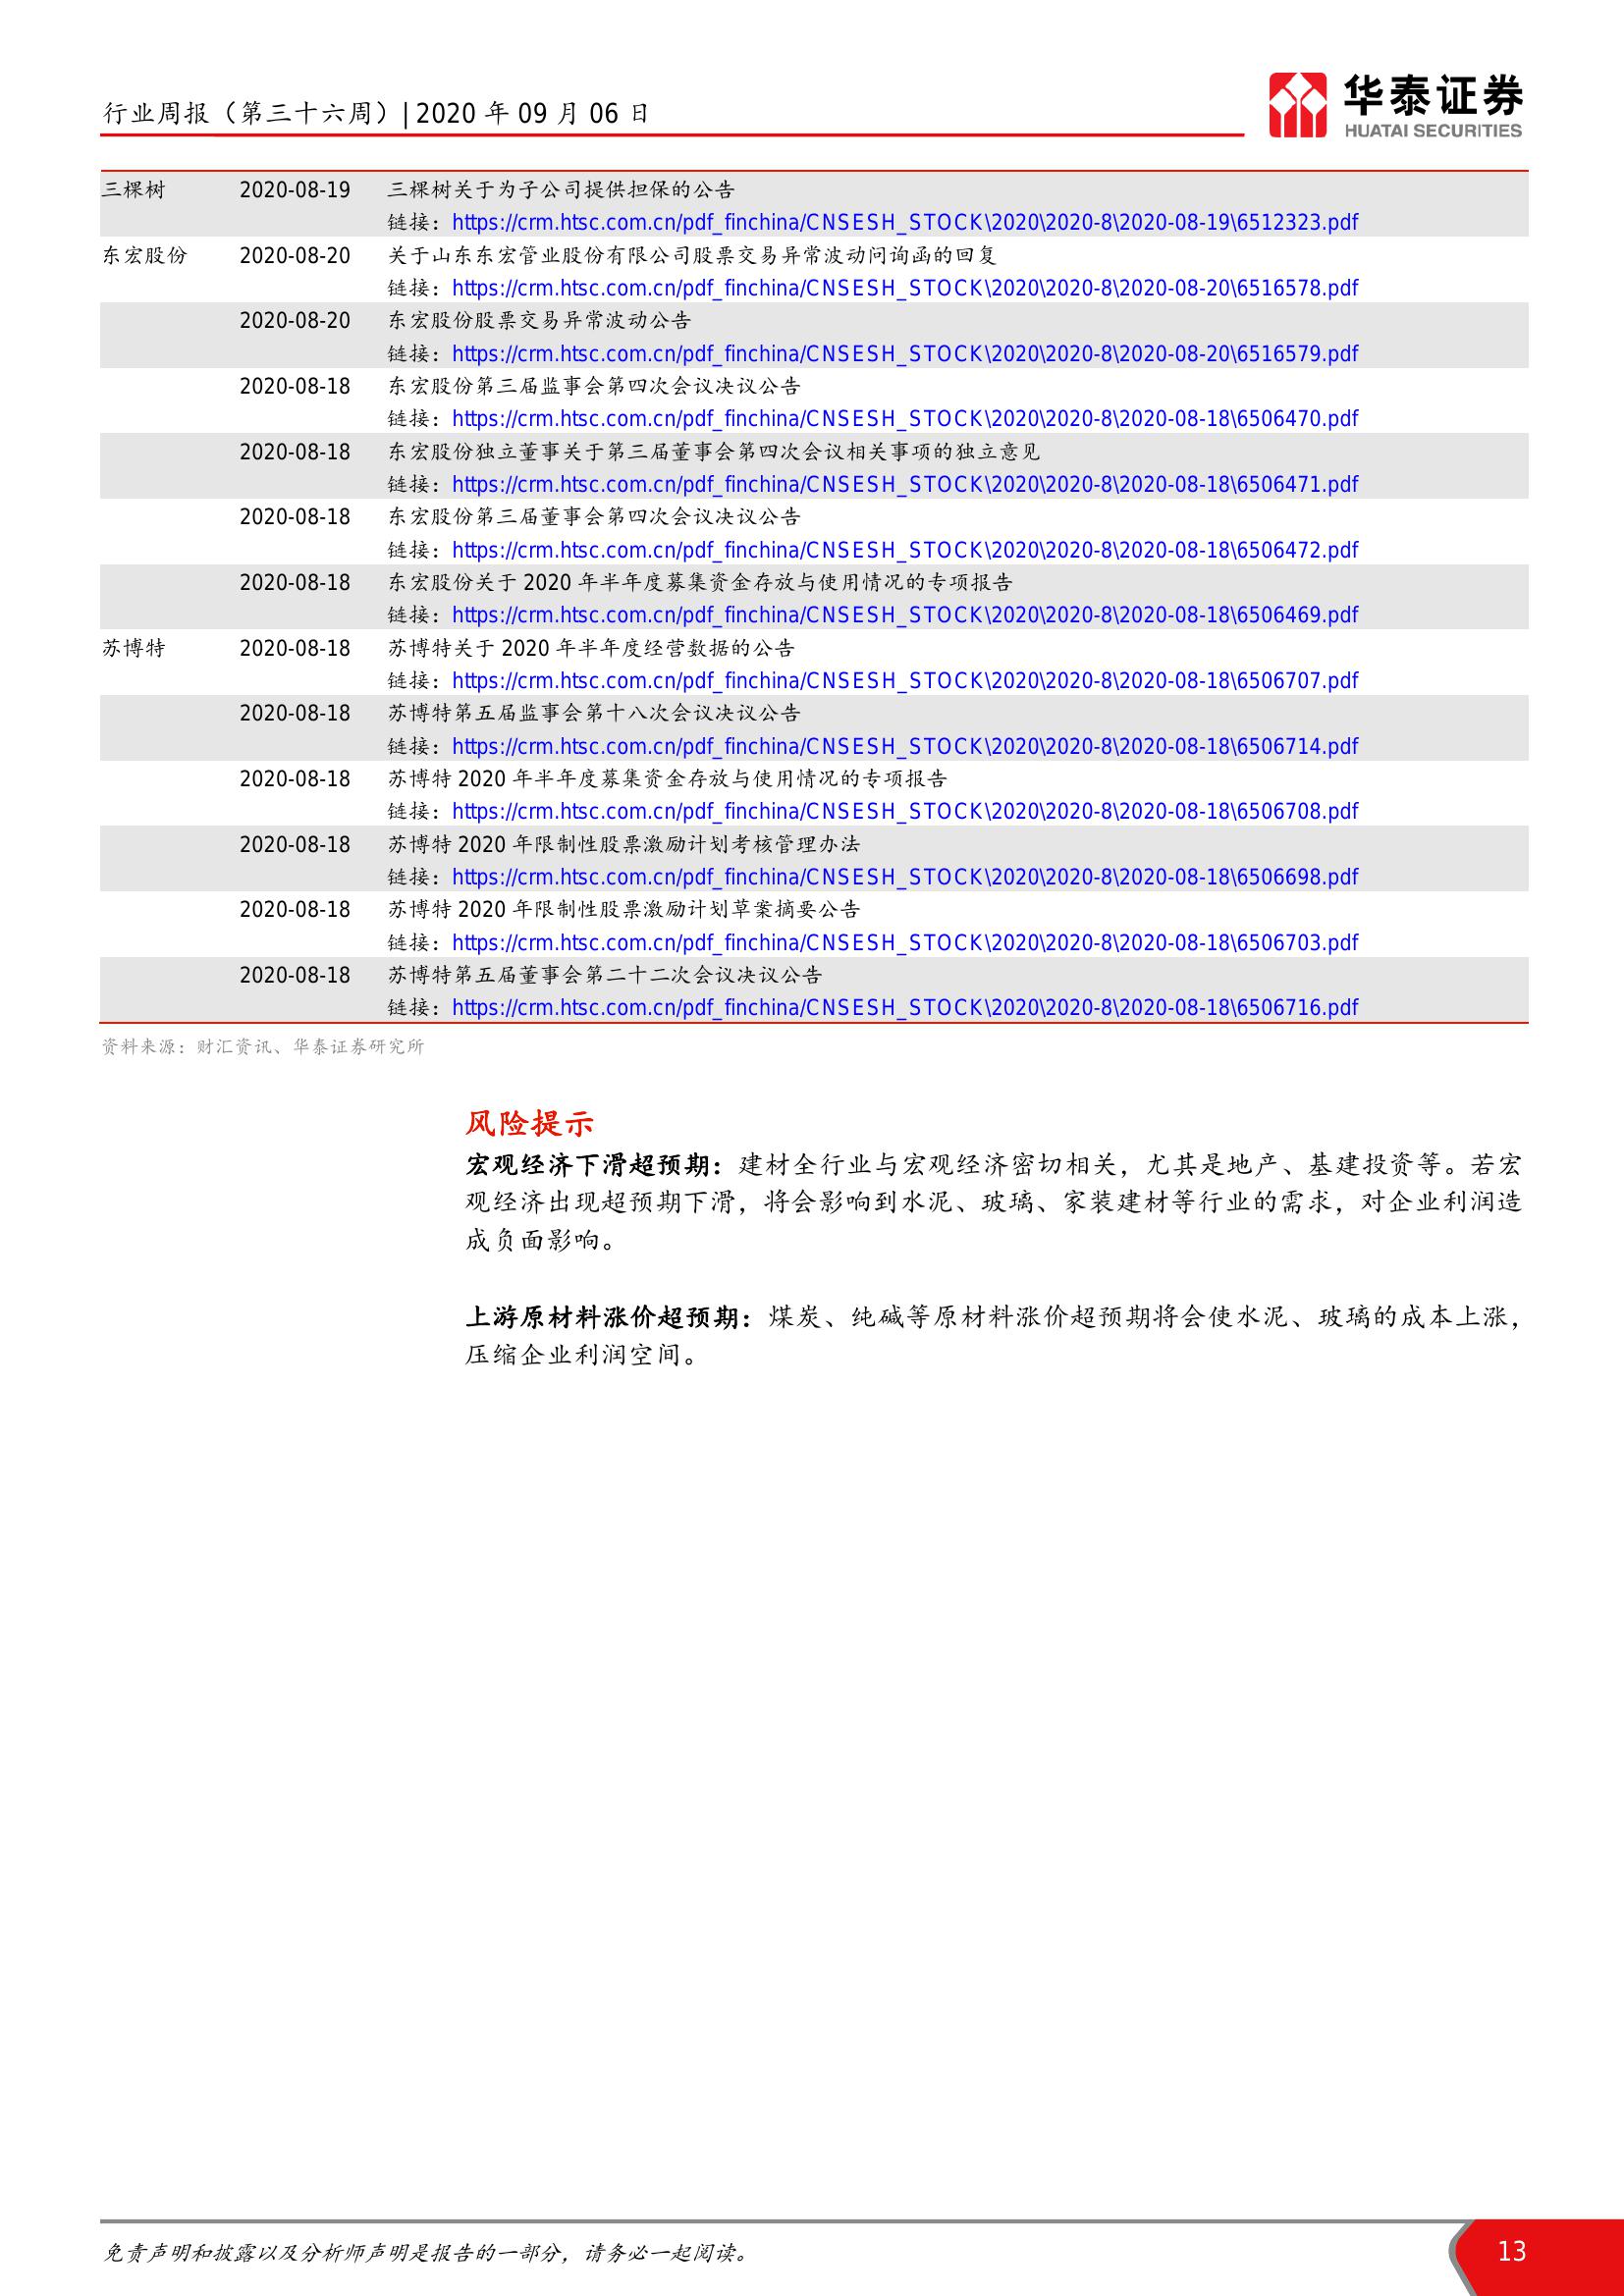 行业周报（第三十六周）| 2020 年 09 月 06 日
华泰证券
HUATAI SECURITIES
三棵树 2020-08-19 三棵树关于为子公司提供担保的公告
链接：https://crm.htsc.com.cn/pdf_finchina/CNSESH_STOCK\2020\2020-8\2020-08-19\6512323.pdf
东宏股份 2020-08-20 关于山东东宏管业股份有限公司股票交易异常波动问询函的回复
链接：https://crm.htsc.com.cn/pdf_finchina/CNSESH_STOCK\2020\2020-8\2020-08-20\6516578.pdf
2020-08-20 东宏股份股票交易异常波动公告
链接：https://crm.htsc.com.cn/pdf_finchina/CNSESH_STOCK\2020\2020-8\2020-08-20\6516579.pdf
2020-08-18 东宏股份第三届监事会第四次会议决议公告
链接：https://crm.htsc.com.cn/pdf_finchina/CNSESH_STOCK\2020\2020-8\2020-08-18\6506470.pdf
2020-08-18 东宏股份独立董事关于第三届董事会第四次会议相关事项的独立意见
链接：https://crm.htsc.com.cn/pdf_finchina/CNSESH_STOCK\2020\2020-8\2020-08-18\6506471.pdf
2020-08-18 东宏股份第三届董事会第四次会议决议公告
链接：https://crm.htsc.com.cn/pdf_finchina/CNSESH_STOCK\2020\2020-8\2020-08-18\6506472.pdf
2020-08-18 东宏股份关于 2020 年半年度募集资金存放与使用情况的专项报告
链接：https://crm.htsc.com.cn/pdf_finchina/CNSESH_STOCK\2020\2020-8\2020-08-18\6506469.pdf
苏博特 2020-08-18 苏博特关于 2020 年半年度经营数据的公告
链接：https://crm.htsc.com.cn/pdf_finchina/CNSESH_STOCK\2020\2020-8\2020-08-18\6506707.pdf
2020-08-18 苏博特第五届监事会第十八次会议决议公告
链接：https://crm.htsc.com.cn/pdf_finchina/CNSESH_STOCK\2020\2020-8\2020-08-18\6506714.pdf
2020-08-18 苏博特 2020 年半年度募集资金存放与使用情况的专项报告
链接：https://crm.htsc.com.cn/pdf_finchina/CNSESH_STOCK\2020\2020-8\2020-08-18\6506708.pdf
2020-08-18 苏博特 2020 年限制性股票激励计划考核管理办法
链接：https://crm.htsc.com.cn/pdf_finchina/CNSESH_STOCK\2020\2020-8\2020-08-18\6506698.pdf
2020-08-18 苏博特 2020 年限制性股票激励计划草案摘要公告
链接：https://crm.htsc.com.cn/pdf_finchina/CNSESH_STOCK\2020\2020-8\2020-08-18\6506703.pdf
2020-08-18 苏博特第五届董事会第二十二次会议决议公告
链接：https://crm.htsc.com.cn/pdf_finchina/CNSESH_STOCK\2020\2020-8\2020-08-18\6506716.pdf
资料来源：财汇资讯、华泰证券研究所
风险提示
宏观经济下滑超预期：建材全行业与宏观经济密切相关，尤其是地产、基建投资等。若宏
观经济出现超预期下滑，将会影响到水泥、玻璃、家装建材等行业的需求，对企业利润造
成负面影响。
上游原材料涨价超预期：煤炭、纯碱等原材料涨价超预期将会使水泥、玻璃的成本上涨，
压缩企业利润空间。
免责声明和披露以及分析师声明是报告的一部分，请务必一起阅读。
13